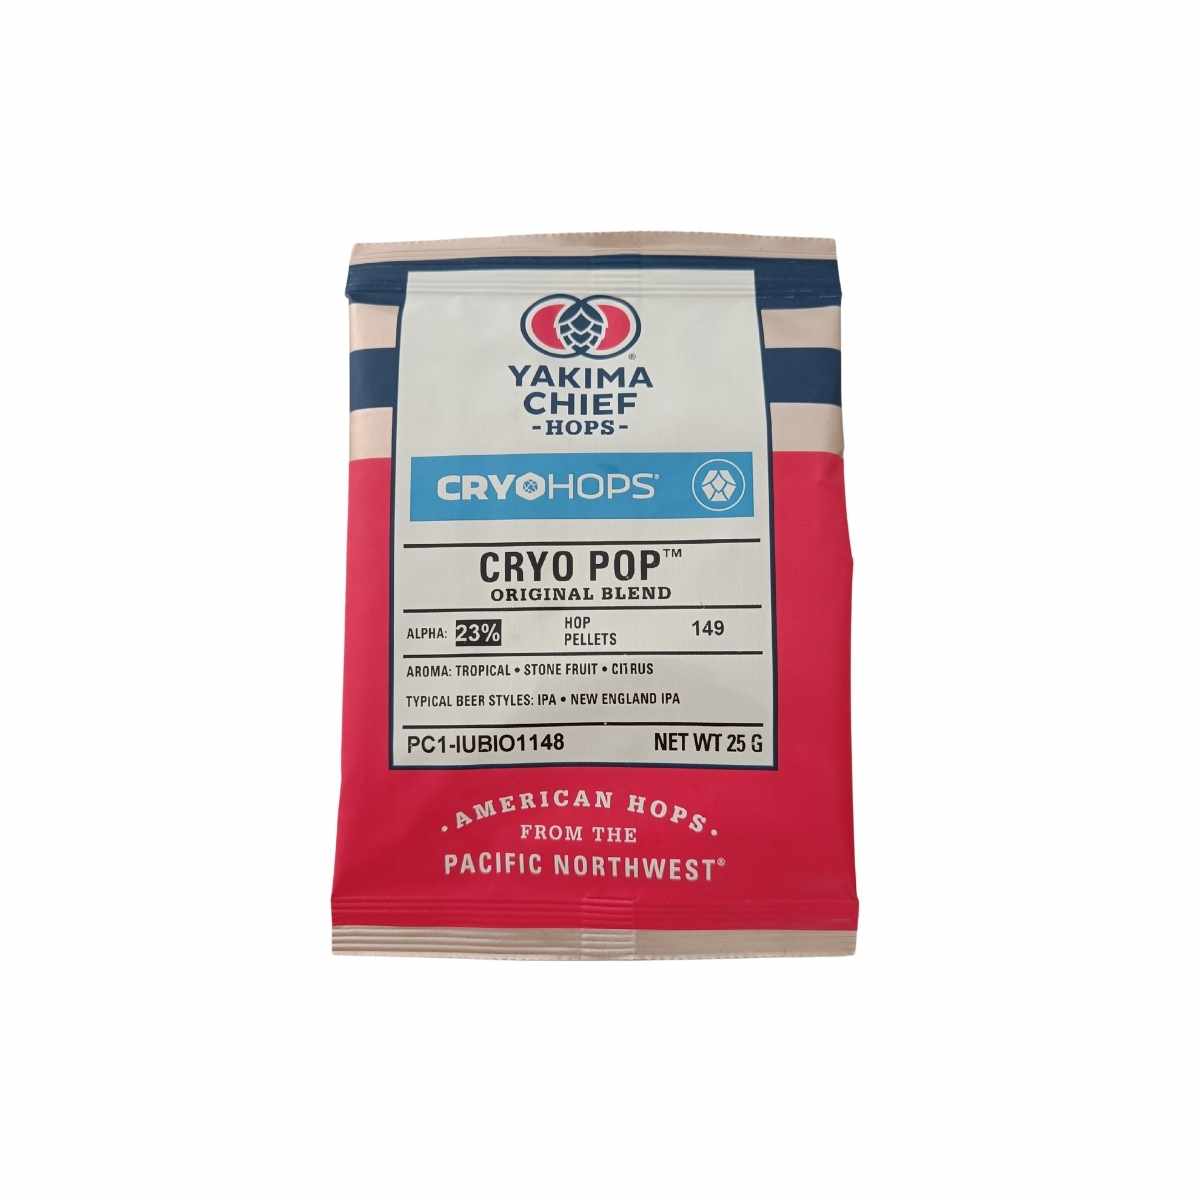 YAKIMA
CHIEF
-HOPS-
®
CRYOHOPS®
CRYO POP™
ORIGINAL BLEND
ALPHA: 23% HOP PELLETS 149
AROMA: TROPICAL • STONE FRUIT • CITRUS
TYPICAL BEER STYLES: IPA • NEW ENGLAND IPA
PC1-IUBIO1148 NET WT 25 G
• AMERICAN HOPS •
FROM THE
PACIFIC NORTHWEST®